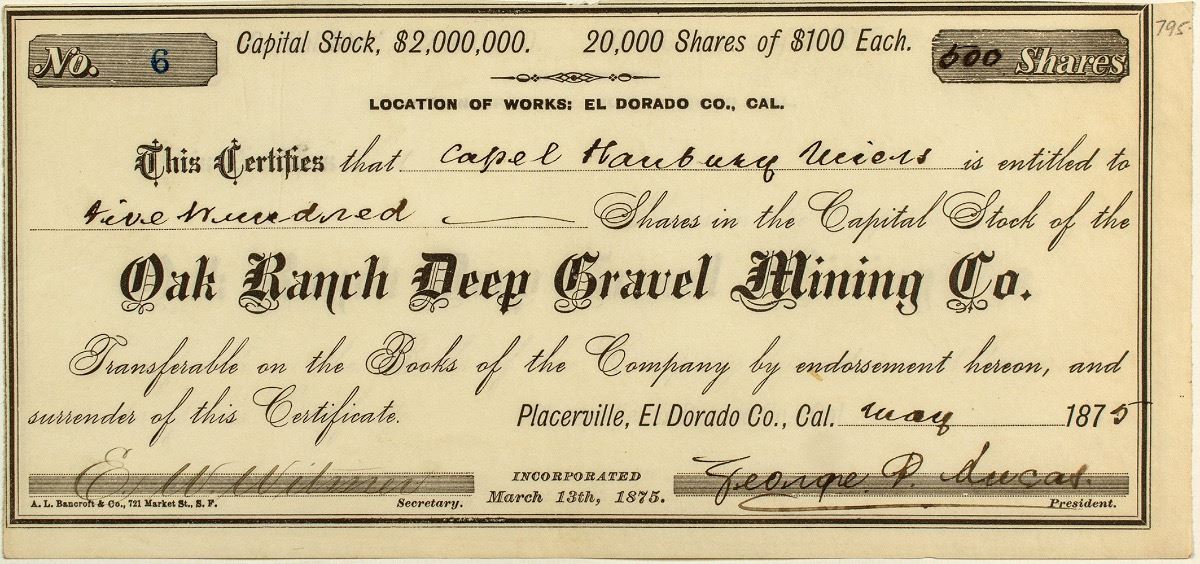 795-
No. 6
Capital Stock, $2,000,000. 20,000 Shares of $100 Each.
500 Shares
LOCATION OF WORKS: EL DORADO CO., CAL.
This Certifies that Capel Hanbury is entitled to
Five Hundred Shares in the Capital Stock of the
Oak Ranch Deep Gravel Mining Co.
Transferable on the Books of the Company by endorsement hereon, and
surrender of this Certificate. Placerville, El Dorado Co., Cal. May 1875
E. W. Witmer
INCORPORATED
George D. Lucas.
A. L. Bancroft & Co., 721 Market St., S. F. Secretary. March 13th, 1875. President.